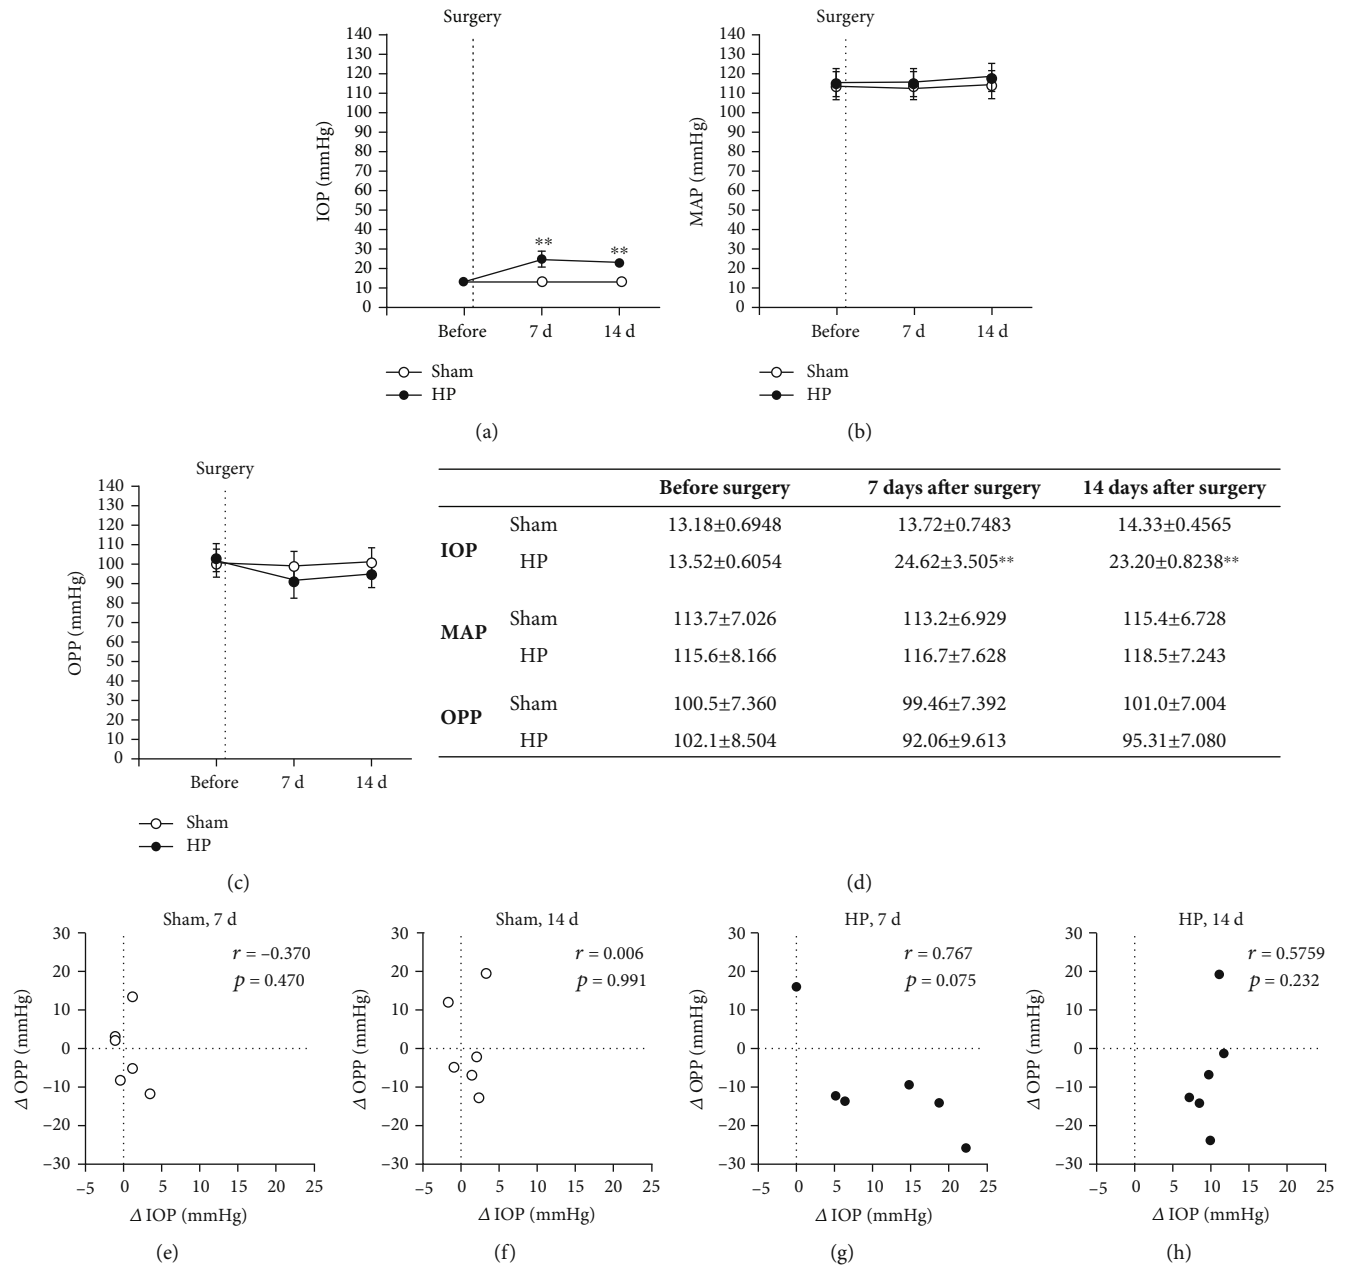 Surgery
140
130
120
110
100
90
80
70
60
50
40
30
20
10
0
IOP (mmHg)
**
**
Before 7 d 14 d
Sham
HP
(a)
Surgery
140
130
120
110
100
90
80
70
60
50
40
30
20
10
0
MAP (mmHg)
Before 7 d 14 d
Sham
HP
(b)
Surgery
140
130
120
110
100
90
80
70
60
50
40
30
20
10
0
OPP (mmHg)
Before 7 d 14 d
Sham
HP
(c)
Before surgery 7 days after surgery 14 days after surgery
IOP
Sham 13.18±0.6948 13.72±0.7483 14.33±0.4565
HP 13.52±0.6054 24.62±3.505** 23.20±0.8238**
MAP
Sham 113.7±7.026 113.2±6.929 115.4±6.728
HP 115.6±8.166 116.7±7.628 118.5±7.243
OPP
Sham 100.5±7.360 99.46±7.392 101.0±7.004
HP 102.1±8.504 92.06±9.613 95.31±7.080
(d)
Sham, 7 d
r = –0.370
p = 0.470
30
20
10
0
–10
–20
–30
Δ OPP (mmHg)
–5 0 5 10 15 20 25
Δ IOP (mmHg)
(e)
Sham, 14 d
r = 0.006
p = 0.991
30
20
10
0
–10
–20
–30
Δ OPP (mmHg)
–5 0 5 10 15 20 25
Δ IOP (mmHg)
(f)
HP, 7 d
r = 0.767
p = 0.075
30
20
10
0
–10
–20
–30
Δ OPP (mmHg)
–5 0 5 10 15 20 25
Δ IOP (mmHg)
(g)
HP, 14 d
r = 0.5759
p = 0.232
30
20
10
0
–10
–20
–30
Δ OPP (mmHg)
–5 0 5 10 15 20 25
Δ IOP (mmHg)
(h)